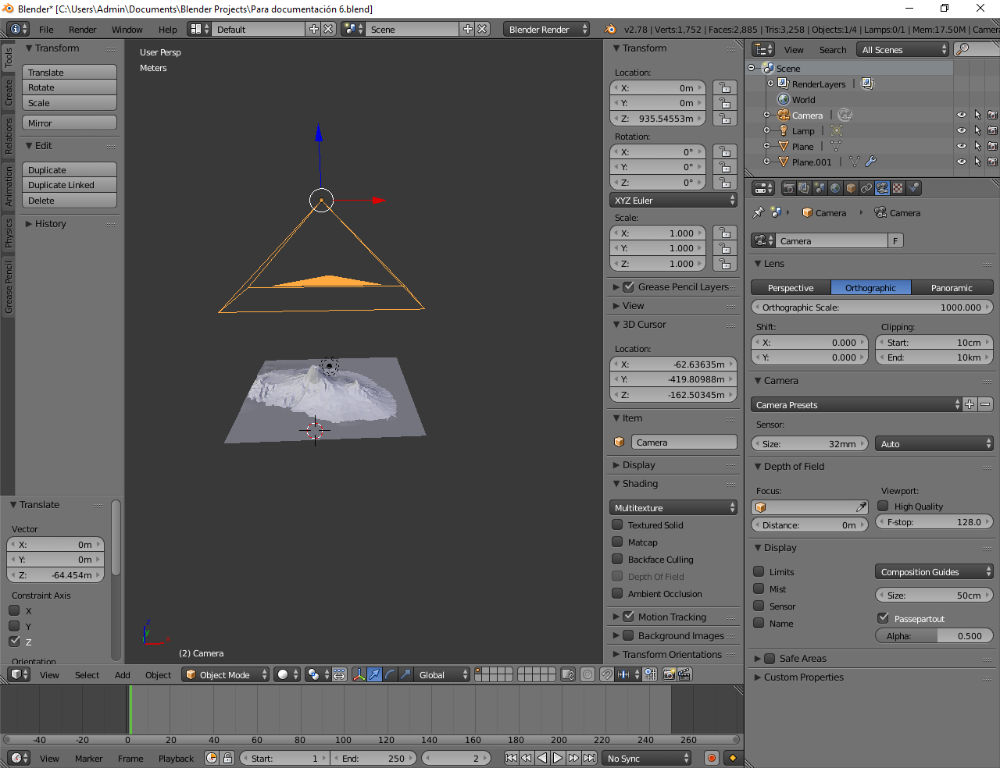 Blender* [C:\Users\Admin\Documents\Blender Projects\Para documentación 6.blend]
File Render Window Help Default Scene Blender Render v2.78 | Verts:1,752 | Faces:2,885 | Tris:3,258 | Objects:1/4 | Lamps:0/1 | Mem:17.50M | Camera
Tools
Create
Relations
Animation
Physics
Grease Pencil
Transform
Translate
Rotate
Scale
Mirror
Edit
Duplicate
Duplicate Linked
Delete
History
Translate
Vector
X: 0m
Y: 0m
Z: -64.454m
Constraint Axis
X
Y
Z
Orientation
User Persp
Meters
z
y
x
(2) Camera
Transform
Location:
X: 0m
Y: 0m
Z: 935.54553m
Rotation:
X: 0°
Y: 0°
Z: 0°
XYZ Euler
Scale:
X: 1.000
Y: 1.000
Z: 1.000
Grease Pencil Layers
View
3D Cursor
Location:
X: -62.63635m
Y: -419.80988m
Z: -162.50345m
Item
Camera
Display
Shading
Multitexture
Textured Solid
Matcap
Backface Culling
Depth Of Field
Ambient Occlusion
Motion Tracking
Background Images
Transform Orientations
View Search All Scenes
Scene
RenderLayers
World
Camera
Lamp
Plane
Plane.001
Camera Camera
Camera F
Lens
Perspective Orthographic Panoramic
Orthographic Scale: 1000.000
Shift: Clipping:
X: 0.000 Start: 10cm
Y: 0.000 End: 10km
Camera
Camera Presets
Sensor:
Size: 32mm Auto
Depth of Field
Focus: Viewport:
High Quality
Distance: 0m F-stop: 128.0
Display
Limits Composition Guides
Mist Size: 50cm
Sensor Passepartout
Name Alpha: 0.500
Safe Areas
Custom Properties
View Select Add Object Object Mode Global
-40 -20 0 20 40 60 80 100 120 140 160 180 200 220 240 260
View Marker Frame Playback Start: 1 End: 250 2 No Sync